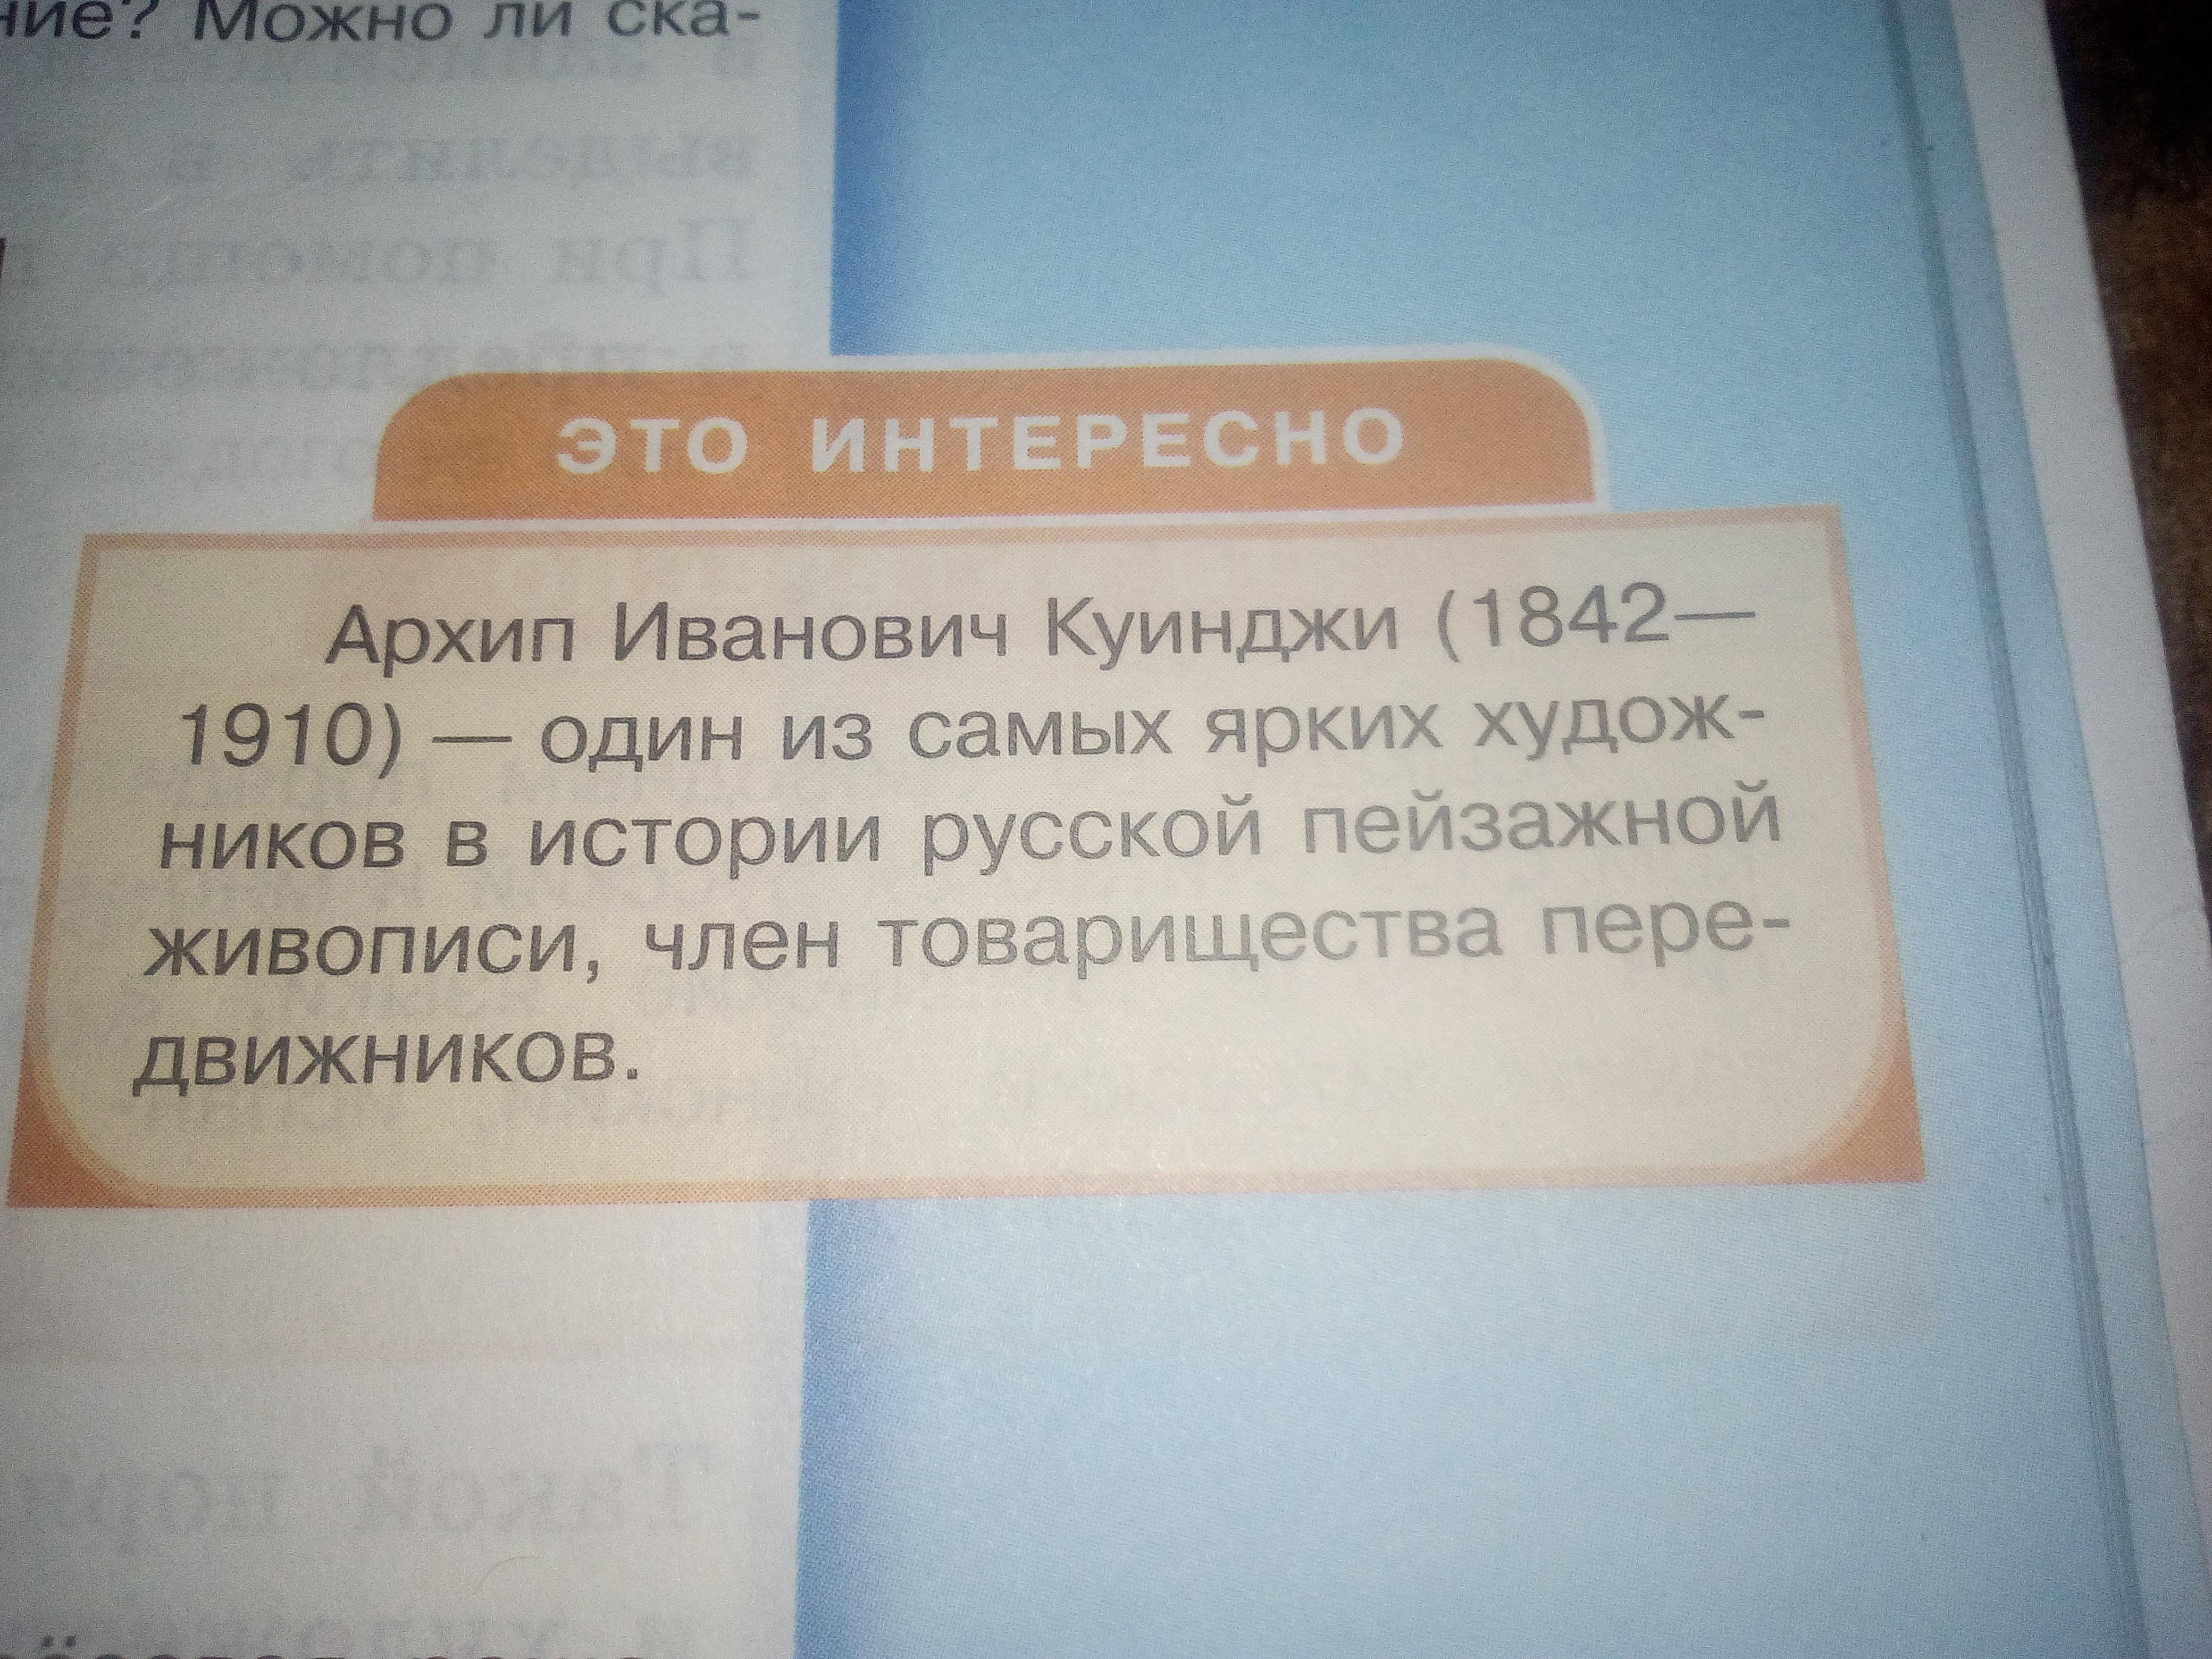 ние? Можно ли ска-
ЭТО ИНТЕРЕСНО
Архип Иванович Куинджи (1842—
1910) — один из самых ярких худож-
ников в истории русской пейзажной
живописи, член товарищества пере-
движников.